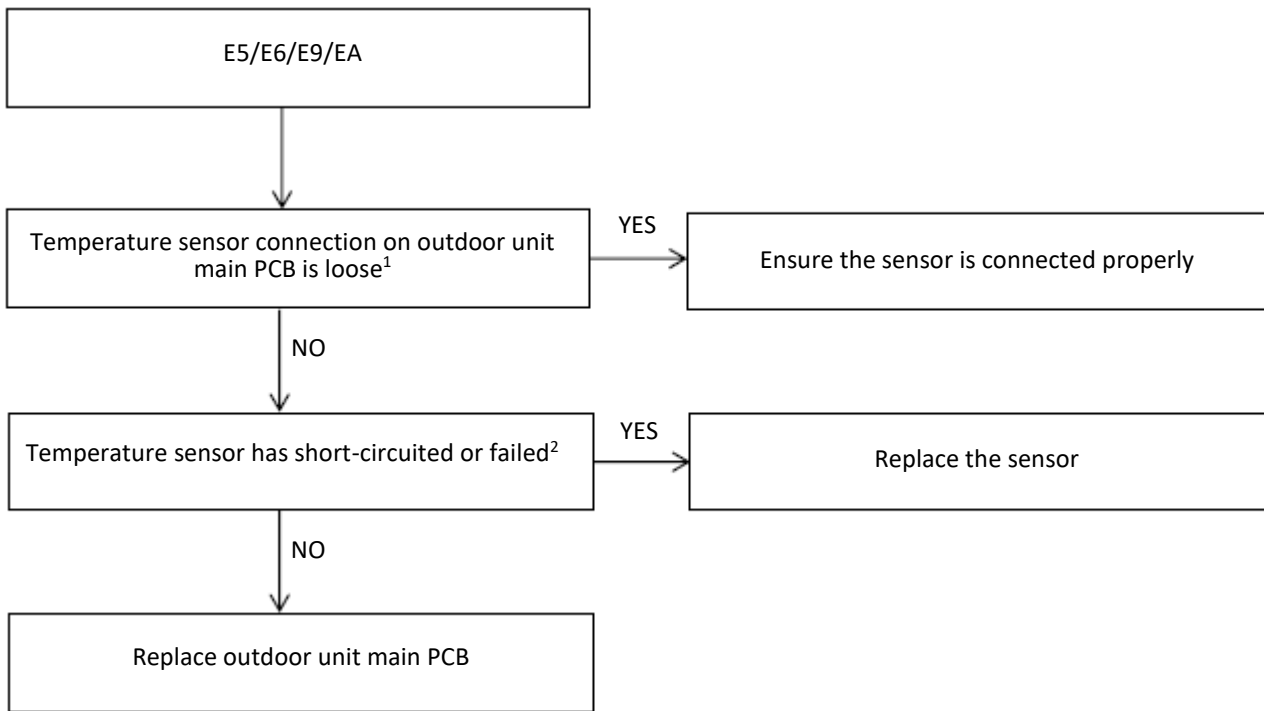 E5/E6/E9/EA
Temperature sensor connection on outdoor unit
main PCB is loose¹
YES
Ensure the sensor is connected properly
NO
Temperature sensor has short-circuited or failed²
YES
Replace the sensor
NO
Replace outdoor unit main PCB